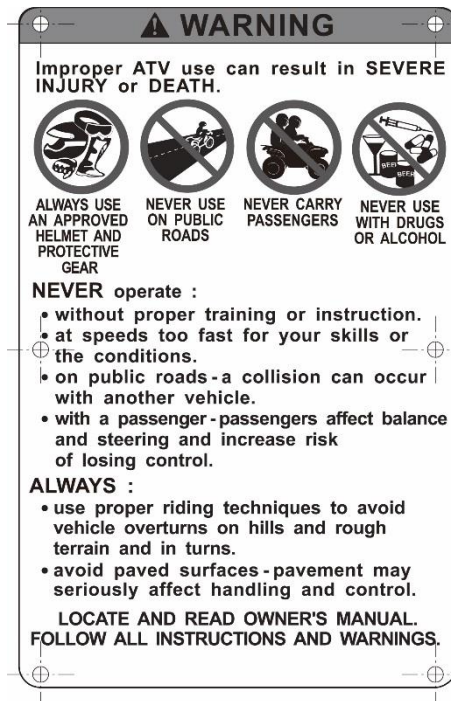 ⚠ WARNING
Improper ATV use can result in SEVERE
INJURY or DEATH.
ALWAYS USE
AN APPROVED
HELMET AND
PROTECTIVE
GEAR
NEVER USE
ON PUBLIC
ROADS
NEVER CARRY
PASSENGERS
NEVER USE
WITH DRUGS
OR ALCOHOL
BEER
BEER
NEVER operate :
• without proper training or instruction.
• at speeds too fast for your skills or
the conditions.
• on public roads - a collision can occur
with another vehicle.
• with a passenger - passengers affect balance
and steering and increase risk
of losing control.
ALWAYS :
• use proper riding techniques to avoid
vehicle overturns on hills and rough
terrain and in turns.
• avoid paved surfaces - pavement may
seriously affect handling and control.
LOCATE AND READ OWNER'S MANUAL.
FOLLOW ALL INSTRUCTIONS AND WARNINGS.